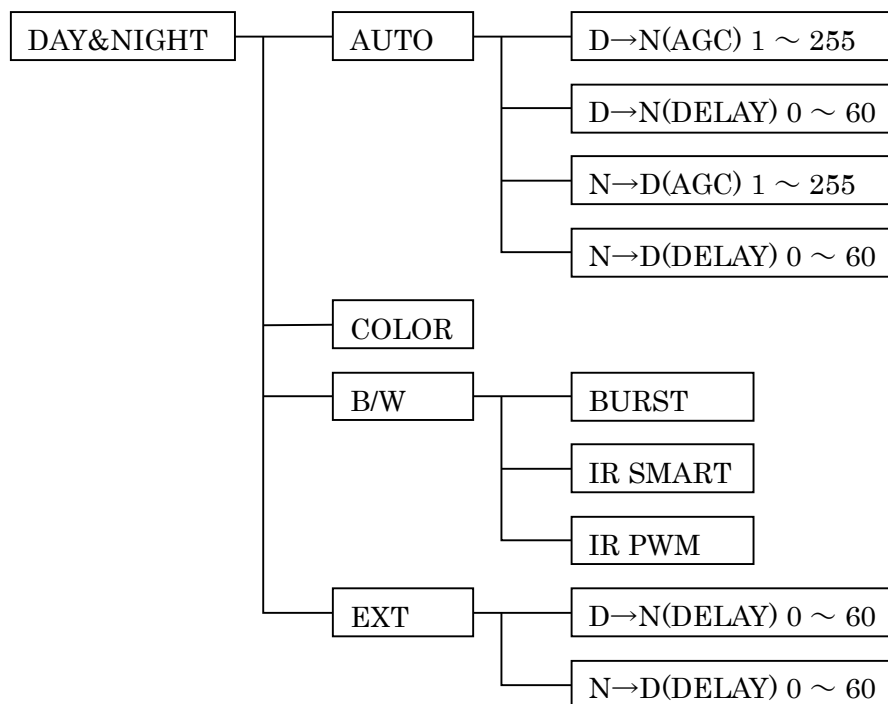 DAY&NIGHT
AUTO
D→N(AGC) 1 ～ 255
D→N(DELAY) 0 ～ 60
N→D(AGC) 1 ～ 255
N→D(DELAY) 0 ～ 60
COLOR
B/W
BURST
IR SMART
IR PWM
EXT
D→N(DELAY) 0 ～ 60
N→D(DELAY) 0 ～ 60